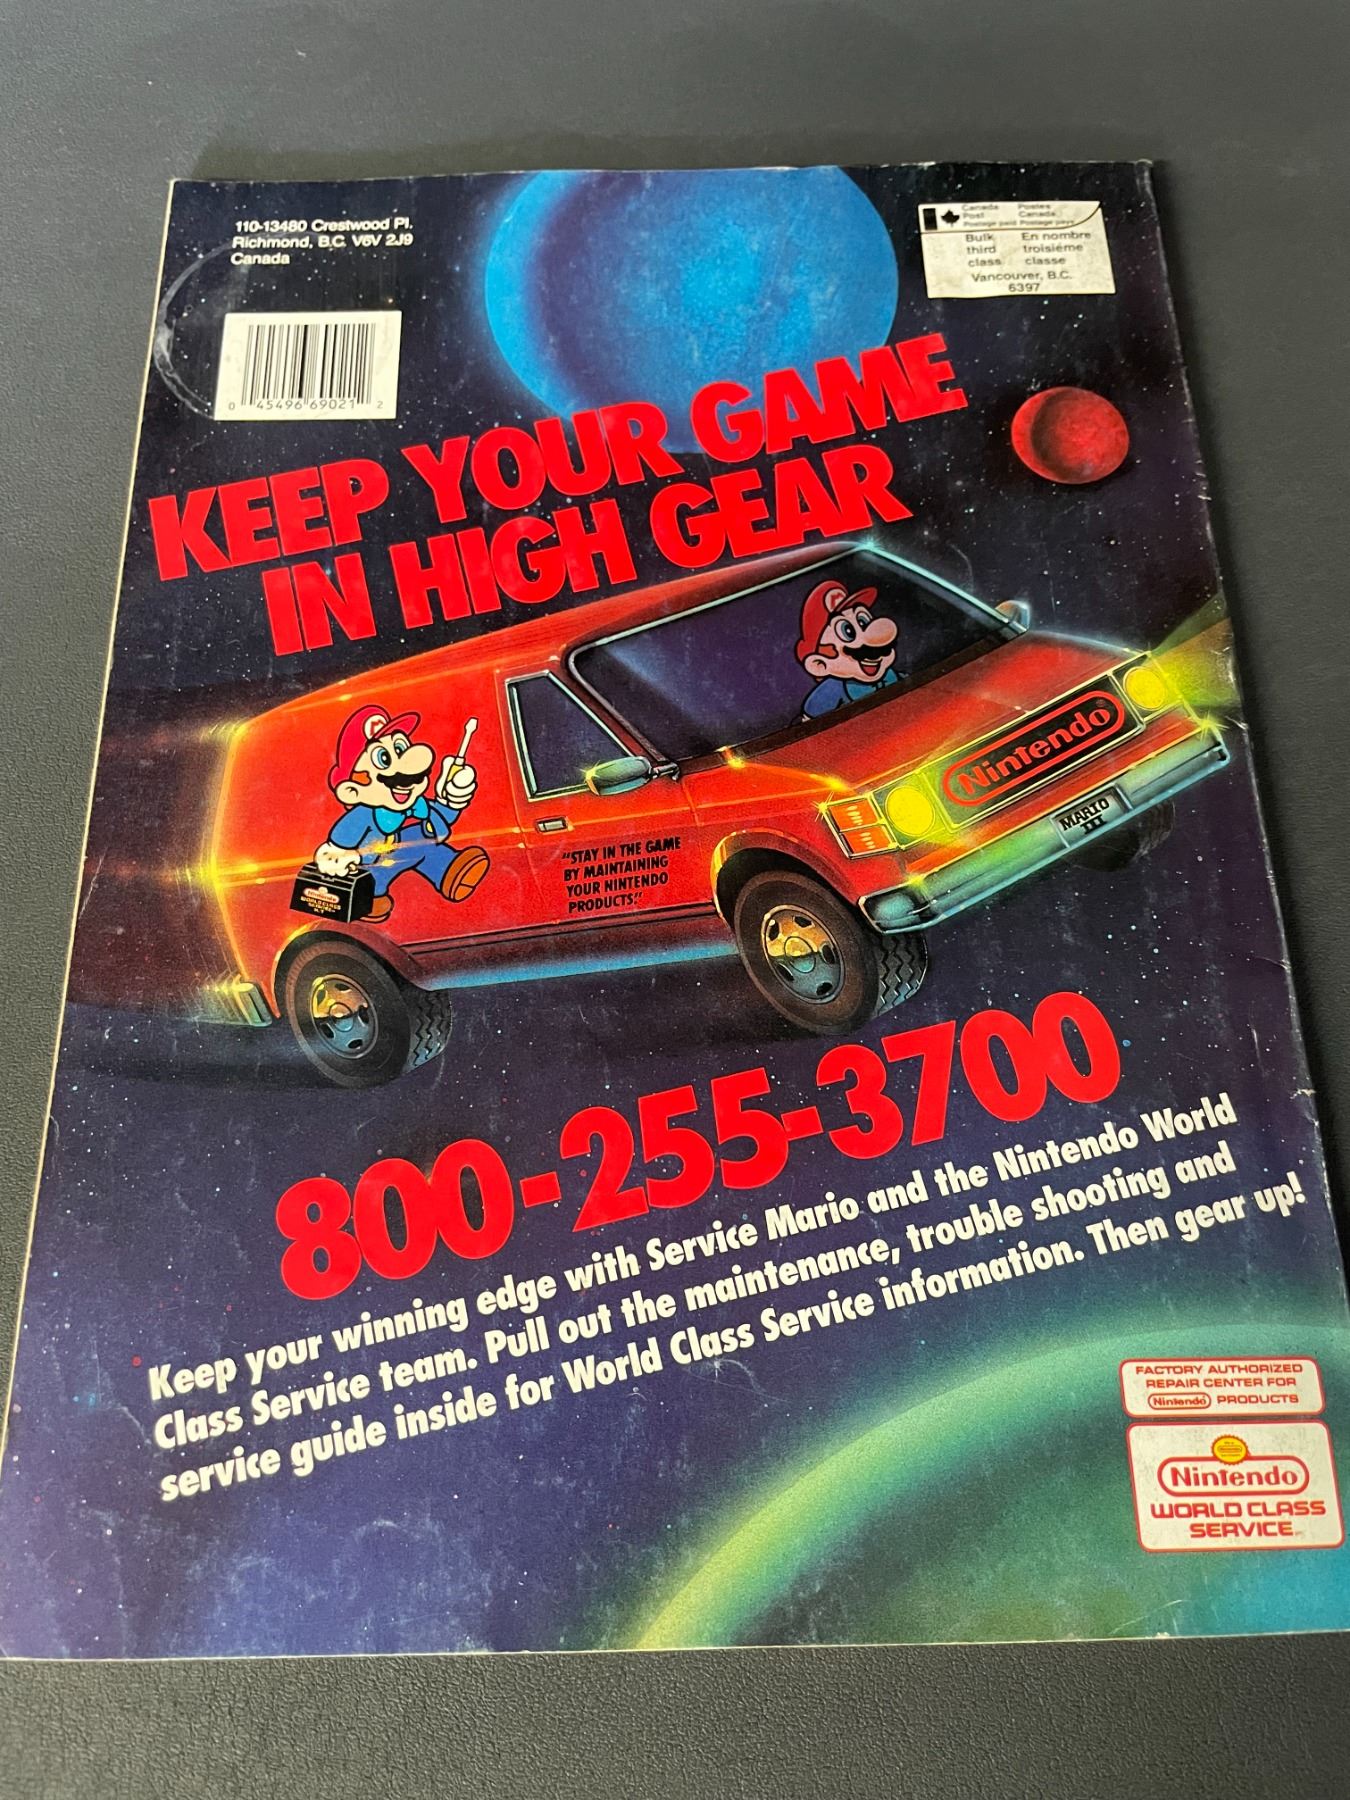 110-13480 Crestwood Pl.
Richmond, B.C. V6V 2J9
Canada
Canada Post Postes Canada
Postage paid Postage payé
Bulk En nombre
third troisième
class classe
Vancouver, B.C.
6397
0 45496 69021 2
KEEP YOUR GAME
IN HIGH GEAR
Nintendo®
MARIO
III
"STAY IN THE GAME
BY MAINTAINING
YOUR NINTENDO
PRODUCTS."
Nintendo
WORLD CLASS
800-255-3700
Keep your winning edge with Service Mario and the Nintendo World
Class Service team. Pull out the maintenance, trouble shooting and
service guide inside for World Class Service information. Then gear up!
FACTORY AUTHORIZED
REPAIR CENTER FOR
Nintendo PRODUCTS
Nintendo
WORLD CLASS
SERVICE